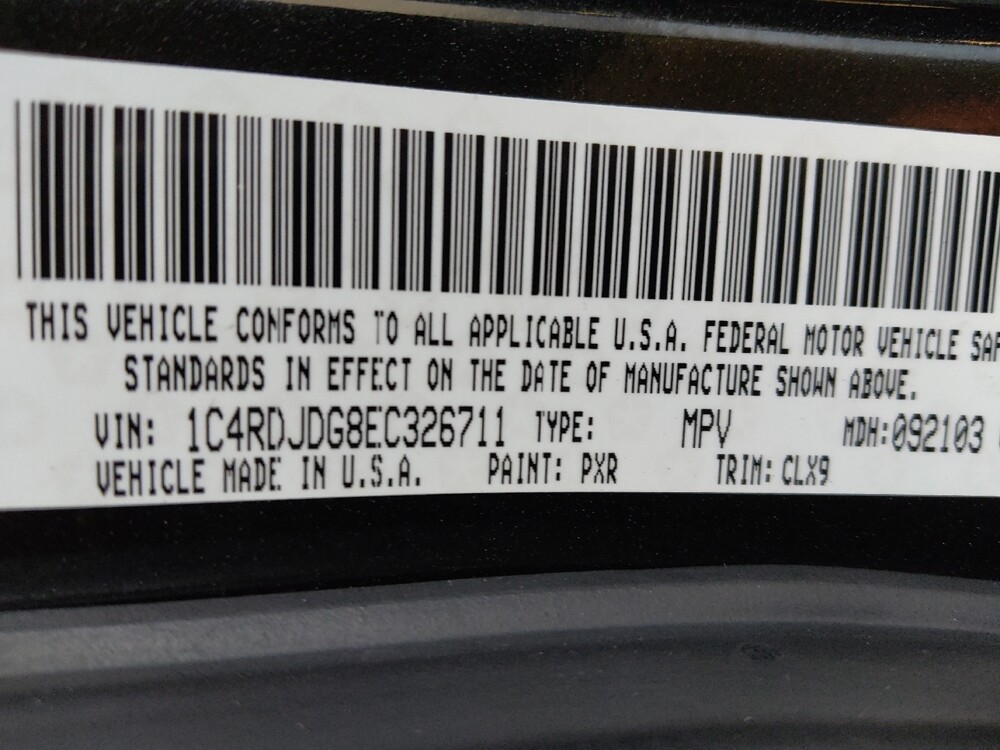 THIS VEHICLE CONFORMS TO ALL APPLICABLE U.S.A. FEDERAL MOTOR VEHICLE SAF
STANDARDS IN EFFECT ON THE DATE OF MANUFACTURE SHOWN ABOVE.
VIN: 1C4RDJDG8EC326711 TYPE: MPV MDH:092103
VEHICLE MADE IN U.S.A. PAINT: PXR TRIM: CLX9